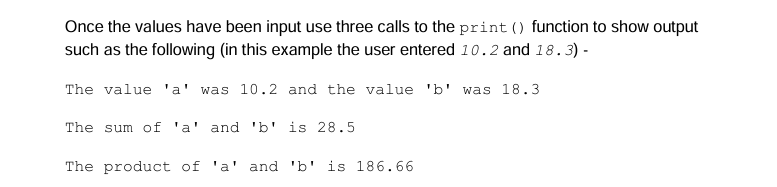 Once the values have been input use three calls to the print() function to show output
such as the following (in this example the user entered 10.2 and 18.3) -
The value 'a' was 10.2 and the value 'b' was 18.3
The sum of 'a' and 'b' is 28.5
The product of 'a' and 'b' is 186.66